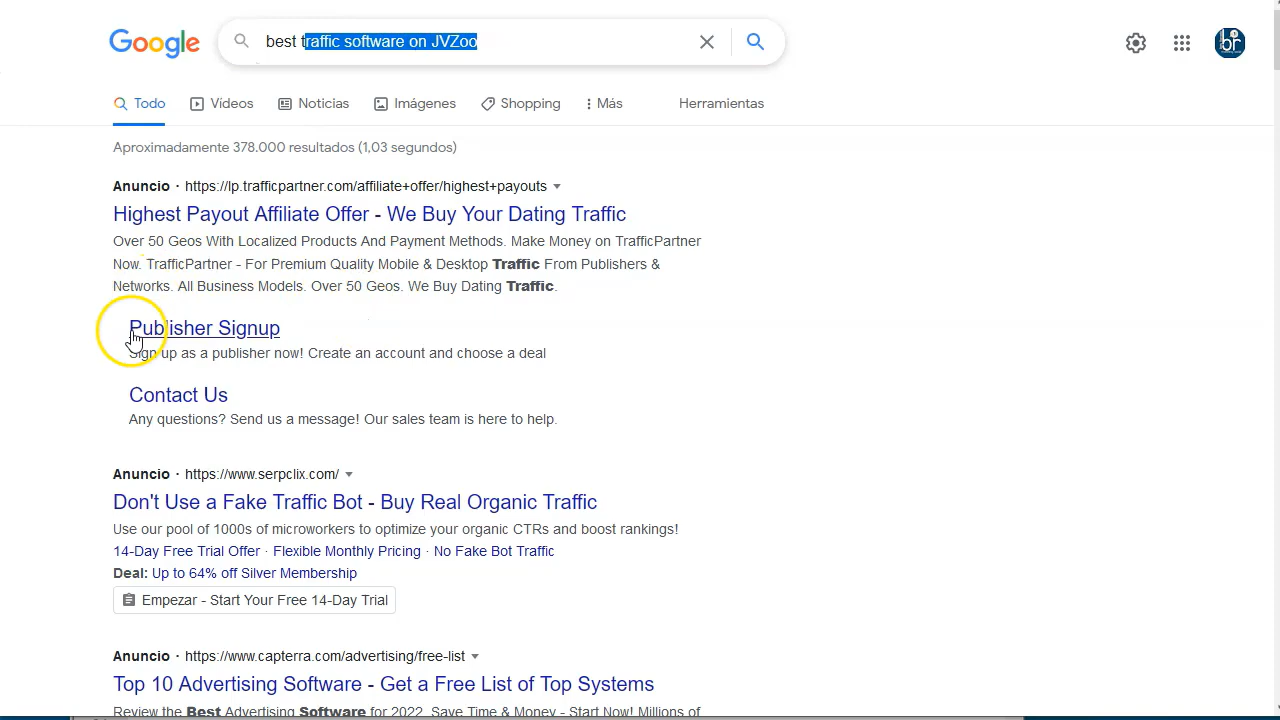 Google
best traffic software on JVZoo
Todo
Vídeos
Noticias
Imágenes
Shopping
Más
Herramientas
Aproximadamente 378.000 resultados (1,03 segundos)
Anuncio · https://lp.trafficpartner.com/affiliate+offer/highest+payouts
Highest Payout Affiliate Offer - We Buy Your Dating Traffic
Over 50 Geos With Localized Products And Payment Methods. Make Money on TrafficPartner
Now. TrafficPartner - For Premium Quality Mobile & Desktop Traffic From Publishers &
Networks. All Business Models. Over 50 Geos. We Buy Dating Traffic.
Publisher Signup
Sign up as a publisher now! Create an account and choose a deal
Contact Us
Any questions? Send us a message! Our sales team is here to help.
Anuncio · https://www.serpclix.com/
Don't Use a Fake Traffic Bot - Buy Real Organic Traffic
Use our pool of 1000s of microworkers to optimize your organic CTRs and boost rankings!
14-Day Free Trial Offer · Flexible Monthly Pricing · No Fake Bot Traffic
Deal: Up to 64% off Silver Membership
Empezar - Start Your Free 14-Day Trial
Anuncio · https://www.capterra.com/advertising/free-list
Top 10 Advertising Software - Get a Free List of Top Systems
Review the Best Advertising Software for 2022. Save Time & Money - Start Now! Millions of